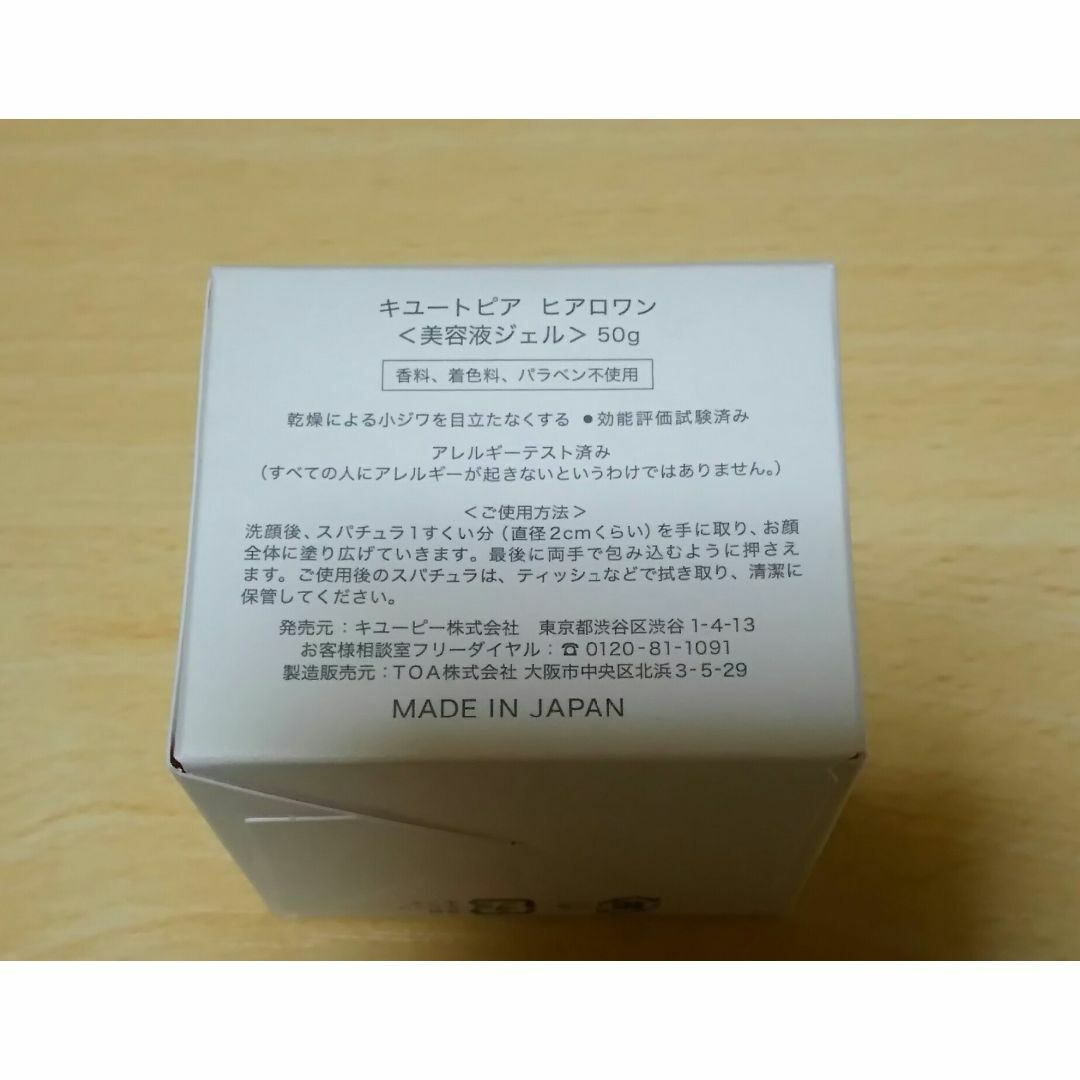 キユートピア ヒアロワン
＜美容液ジェル＞50g
香料、着色料、パラベン不使用
乾燥による小ジワを目立たなくする ●効能評価試験済み
アレルギーテスト済み
（すべての人にアレルギーが起きないというわけではありません。）
＜ご使用方法＞
洗顔後、スパチュラ1すくい分（直径2cmくらい）を手に取り、お顔
全体に塗り広げていきます。最後に両手で包み込むように押さえ
ます。ご使用後のスパチュラは、ティッシュなどで拭き取り、清潔に
保管してください。
発売元：キユーピー株式会社 東京都渋谷区渋谷1-4-13
お客様相談室フリーダイヤル：☎0120-81-1091
製造販売元：TOA株式会社 大阪市中央区北浜3-5-29
MADE IN JAPAN